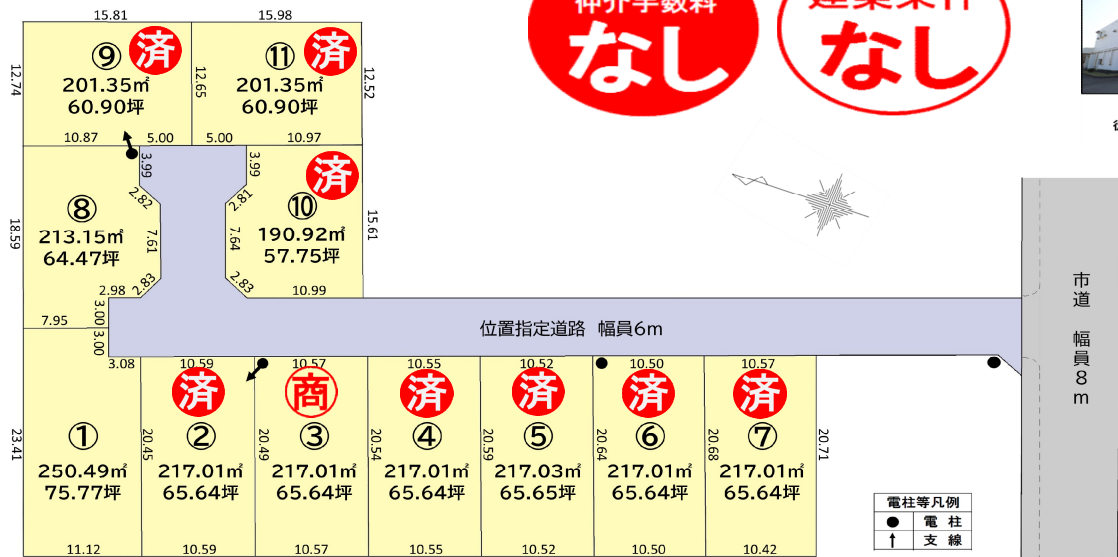 仲介手数料
なし
建築条件
なし
15.81
15.98
⑨
済
201.35㎡
60.90坪
12.74
12.65
⑪
済
201.35㎡
60.90坪
12.52
10.87
5.00
5.00
10.97
3.99
3.99
⑧
213.15㎡
64.47坪
18.59
2.82
7.61
2.83
2.98
2.81
7.64
2.83
⑩
済
190.92㎡
57.75坪
15.61
10.99
7.95
3.00
3.00
位置指定道路 幅員6m
市道 幅員8m
3.08
10.59
10.57
10.55
10.52
10.50
10.57
①
250.49㎡
75.77坪
23.41
11.12
済
②
217.01㎡
65.64坪
20.45
10.59
商
③
217.01㎡
65.64坪
20.49
10.57
済
④
217.01㎡
65.64坪
20.54
10.55
済
⑤
217.03㎡
65.65坪
20.59
10.52
済
⑥
217.01㎡
65.64坪
20.64
10.50
済
⑦
217.01㎡
65.64坪
20.68
20.71
10.42
電柱等凡例
● 電柱
↑ 支線